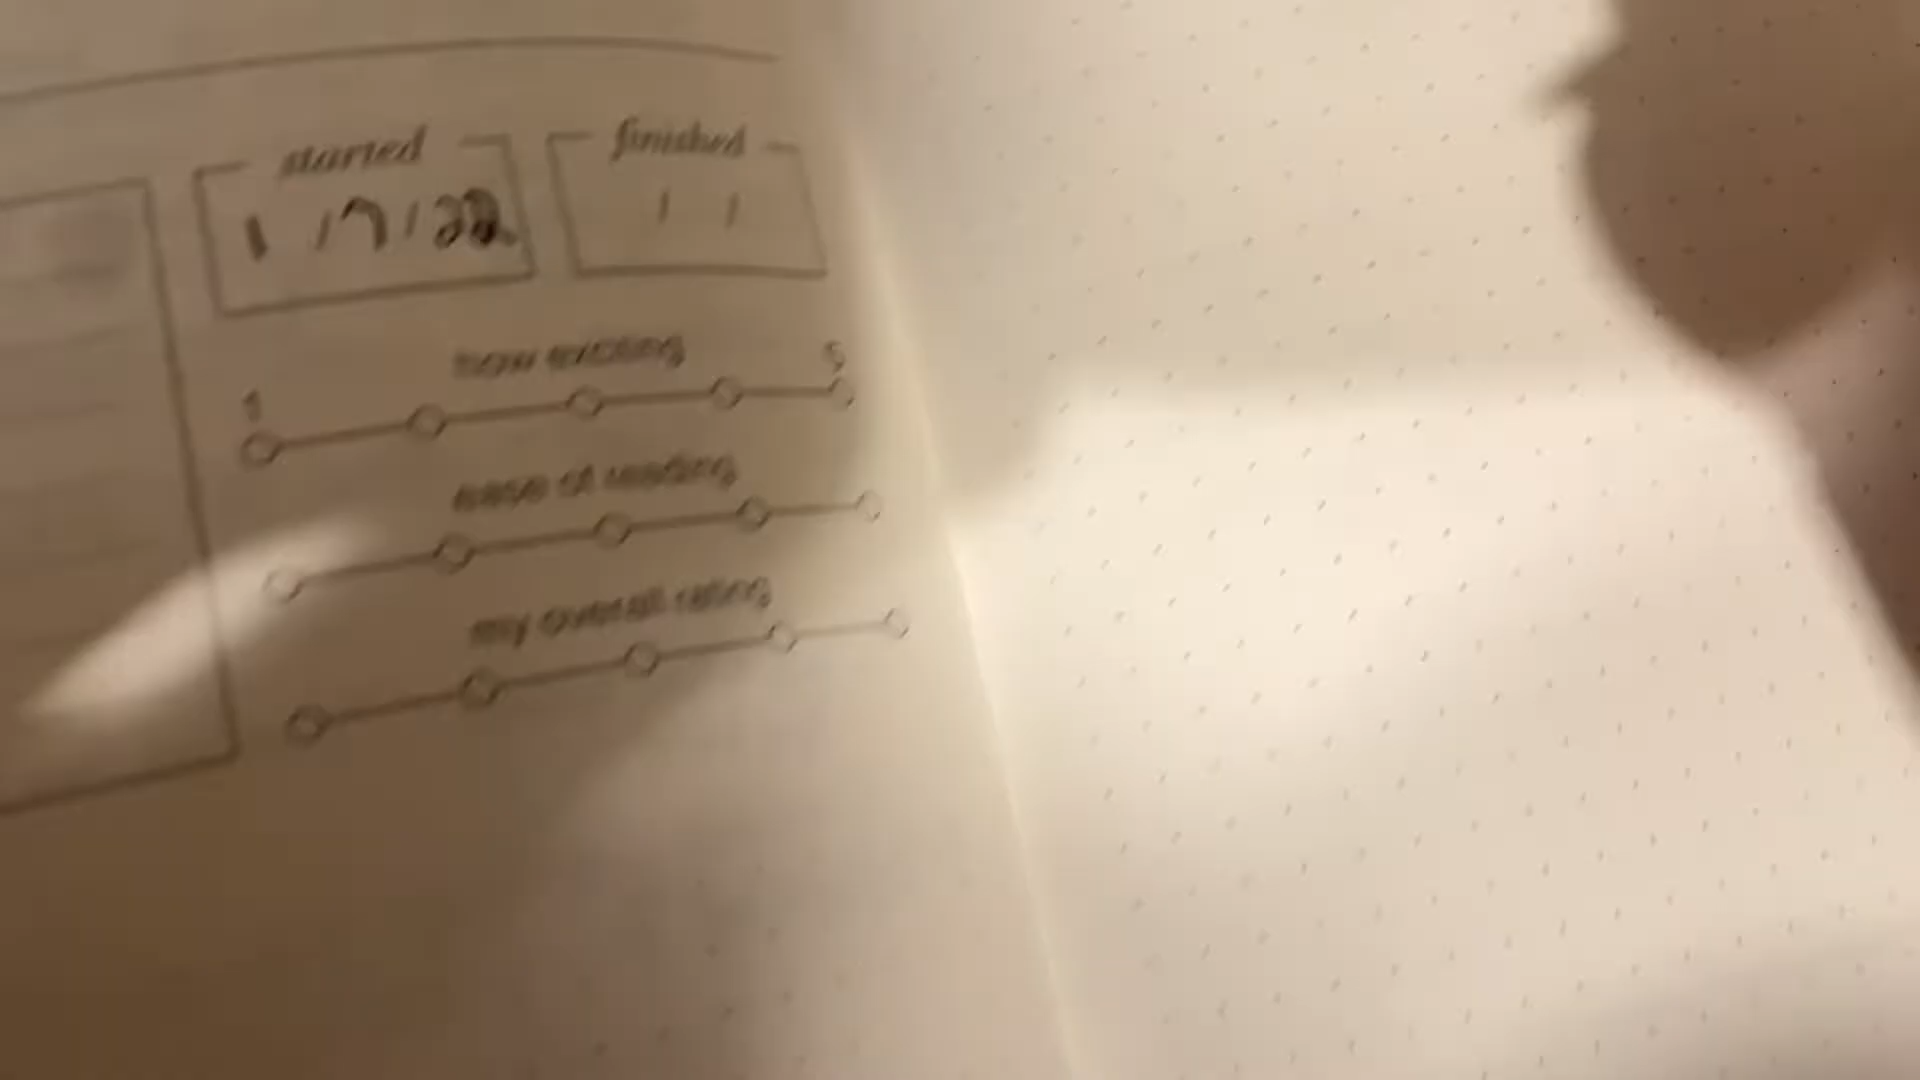 started finished
1 /7/22 / /
how exciting
1 5
ease of reading
my overall rating